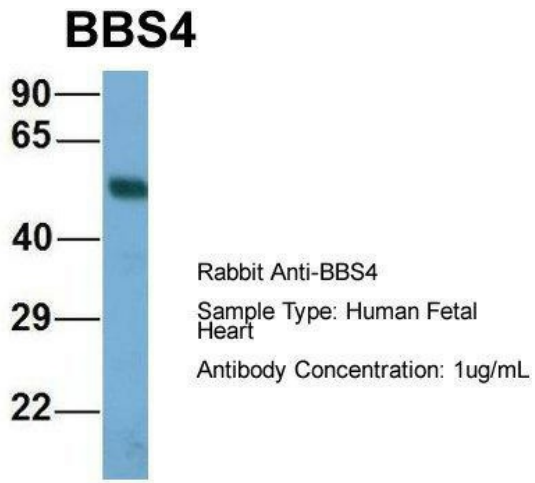 BBS4
90
65
40
29
22
Rabbit Anti-BBS4
Sample Type: Human Fetal
Heart
Antibody Concentration: 1ug/mL